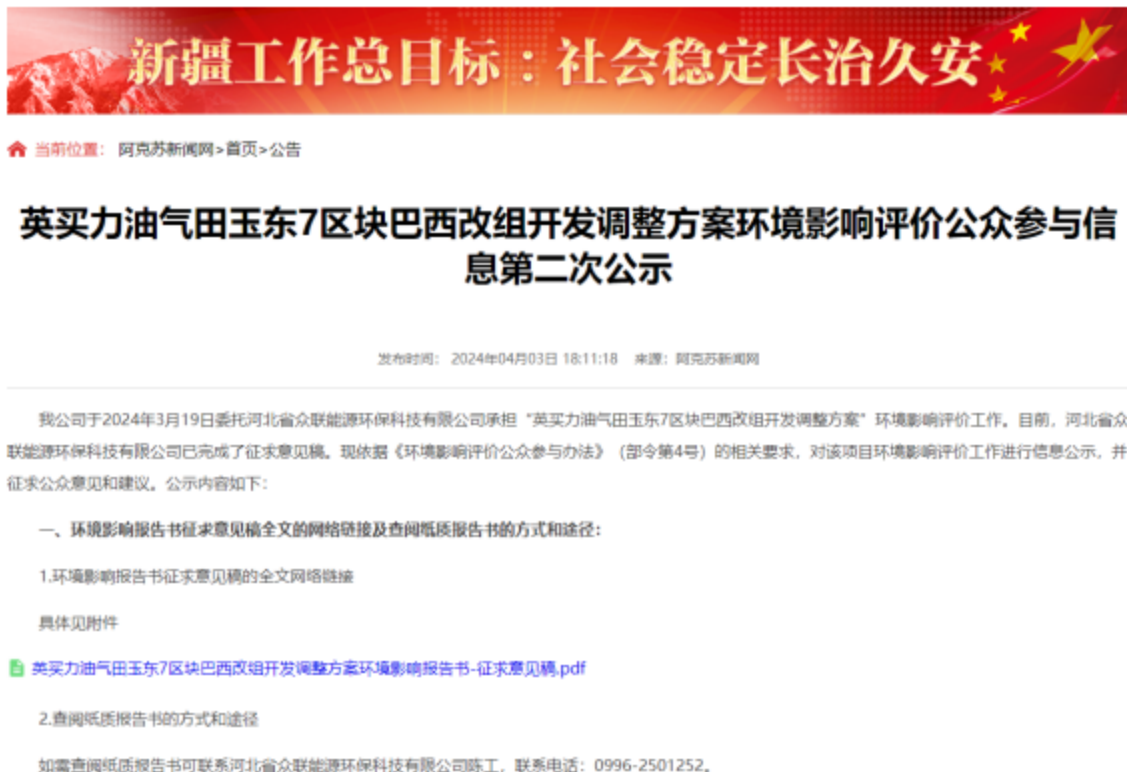 新疆工作总目标：社会稳定长治久安
当前位置： 阿克苏新闻网>首页>公告
英买力油气田玉东7区块巴西改组开发调整方案环境影响评价公众参与信
息第二次公示
发布时间： 2024年04月03日 18:11:18 来源：阿克苏新闻网
我公司于2024年3月19日委托河北省众联能源环保科技有限公司承担“英买力油气田玉东7区块巴西改组开发调整方案”环境影响评价工作。目前，河北省众
联能源环保科技有限公司已完成了征求意见稿。现依据《环境影响评价公众参与办法》（部令第4号）的相关要求，对该项目环境影响评价工作进行信息公示，并
征求公众意见和建议。公示内容如下：
一、环境影响报告书征求意见稿全文的网络链接及查阅纸质报告书的方式和途径：
1.环境影响报告书征求意见稿的全文网络链接
具体见附件
英买力油气田玉东7区块巴西改组开发调整方案环境影响报告书-征求意见稿.pdf
2.查阅纸质报告书的方式和途径
如需查阅纸质报告书可联系河北省众联能源环保科技有限公司陈工，联系电话：0996-2501252。